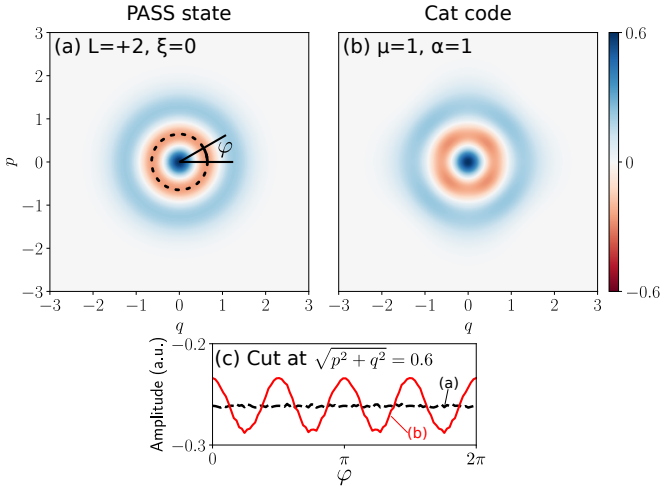 PASS state
Cat code
(a) L=+2, ξ=0
(b) μ=1, α=1
3
2
1
0
−1
−2
−3
p
φ
−3 −2 −1 0 1 2 3
q
−3 −2 −1 0 1 2 3
q
0.6
0
−0.6
(c) Cut at √p² + q² = 0.6
Amplitude (a.u.)
−0.2
−0.3
(a)
(b)
0 π 2π
φ